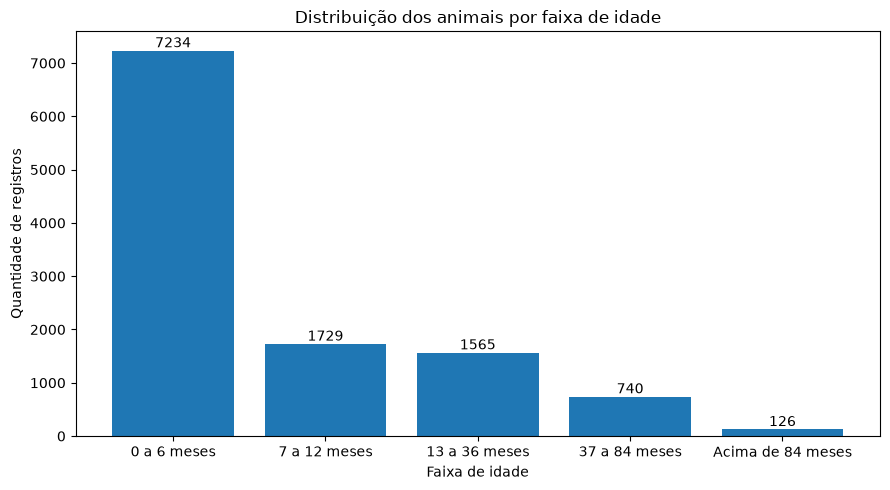 Distribuição dos animais por faixa de idade
Quantidade de registros
7000
6000
5000
4000
3000
2000
1000
0
7234
1729
1565
740
126
0 a 6 meses
7 a 12 meses
13 a 36 meses
37 a 84 meses
Acima de 84 meses
Faixa de idade